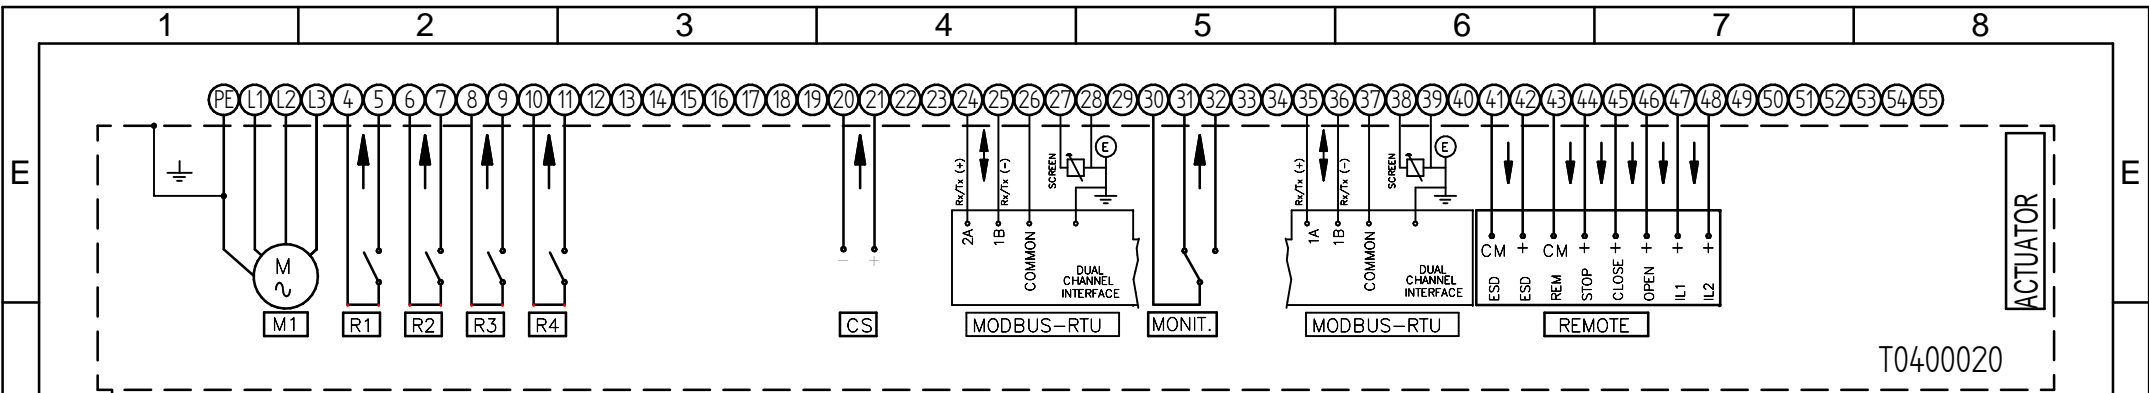 1 2 3 4 5 6 7 8
PE L1 L2 L3 4 5 6 7 8 9 10 11 12 13 14 15 16 17 18 19 20 21 22 23 24 25 26 27 28 29 30 31 32 33 34 35 36 37 38 39 40 41 42 43 44 45 46 47 48 49 50 51 52 53 54 55
E E
Rx/Tx (+)
Rx/Tx (-)
SCREEN
E
Rx/Tx (+)
Rx/Tx (-)
SCREEN
E
M
- +
2A
1B
COMMON
DUAL
CHANNEL
INTERFACE
1A
1B
COMMON
DUAL
CHANNEL
INTERFACE
CM + CM + + + + +
ESD
ESD
REM
STOP
CLOSE
OPEN
IL1
IL2
ACTUATOR
M1 R1 R2 R3 R4 CS MODBUS-RTU MONIT. MODBUS-RTU REMOTE
T0400020